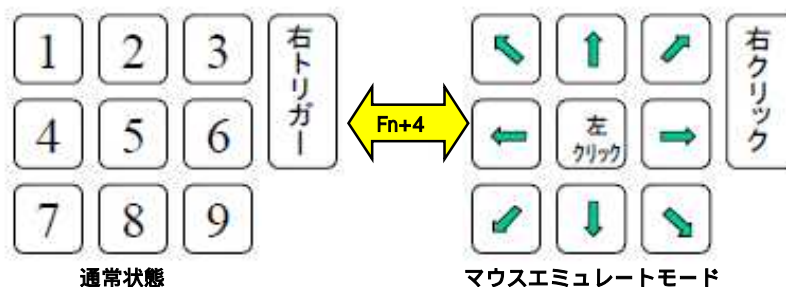 1 2 3
4 5 6
7 8 9
右トリガー
通常状態
Fn+4
左
クリック
右クリック
マウスエミュレートモード